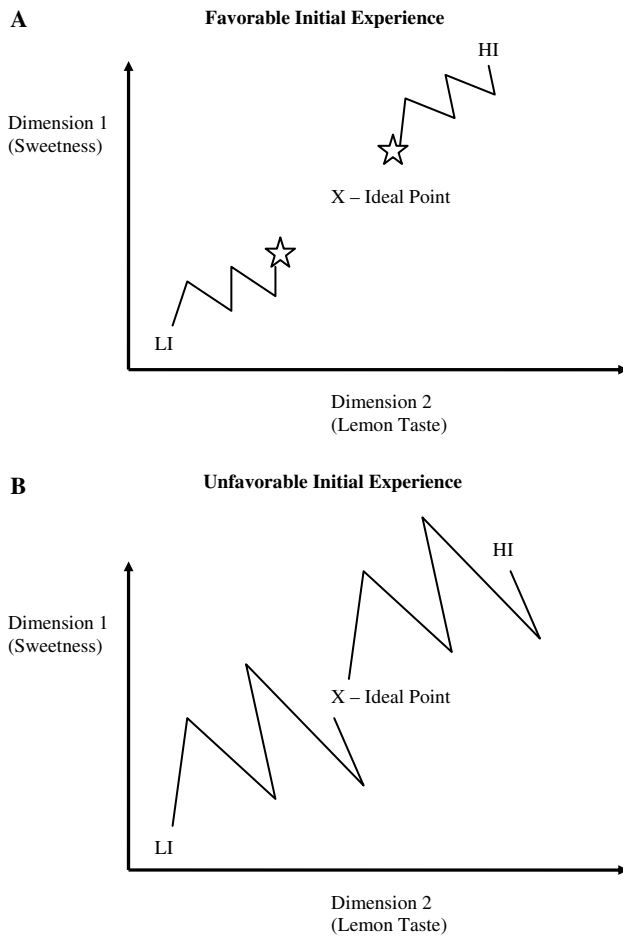 A
Favorable Initial Experience
HI
Dimension 1
(Sweetness)
X – Ideal Point
LI
Dimension 2
(Lemon Taste)
B
Unfavorable Initial Experience
HI
Dimension 1
(Sweetness)
X – Ideal Point
LI
Dimension 2
(Lemon Taste)